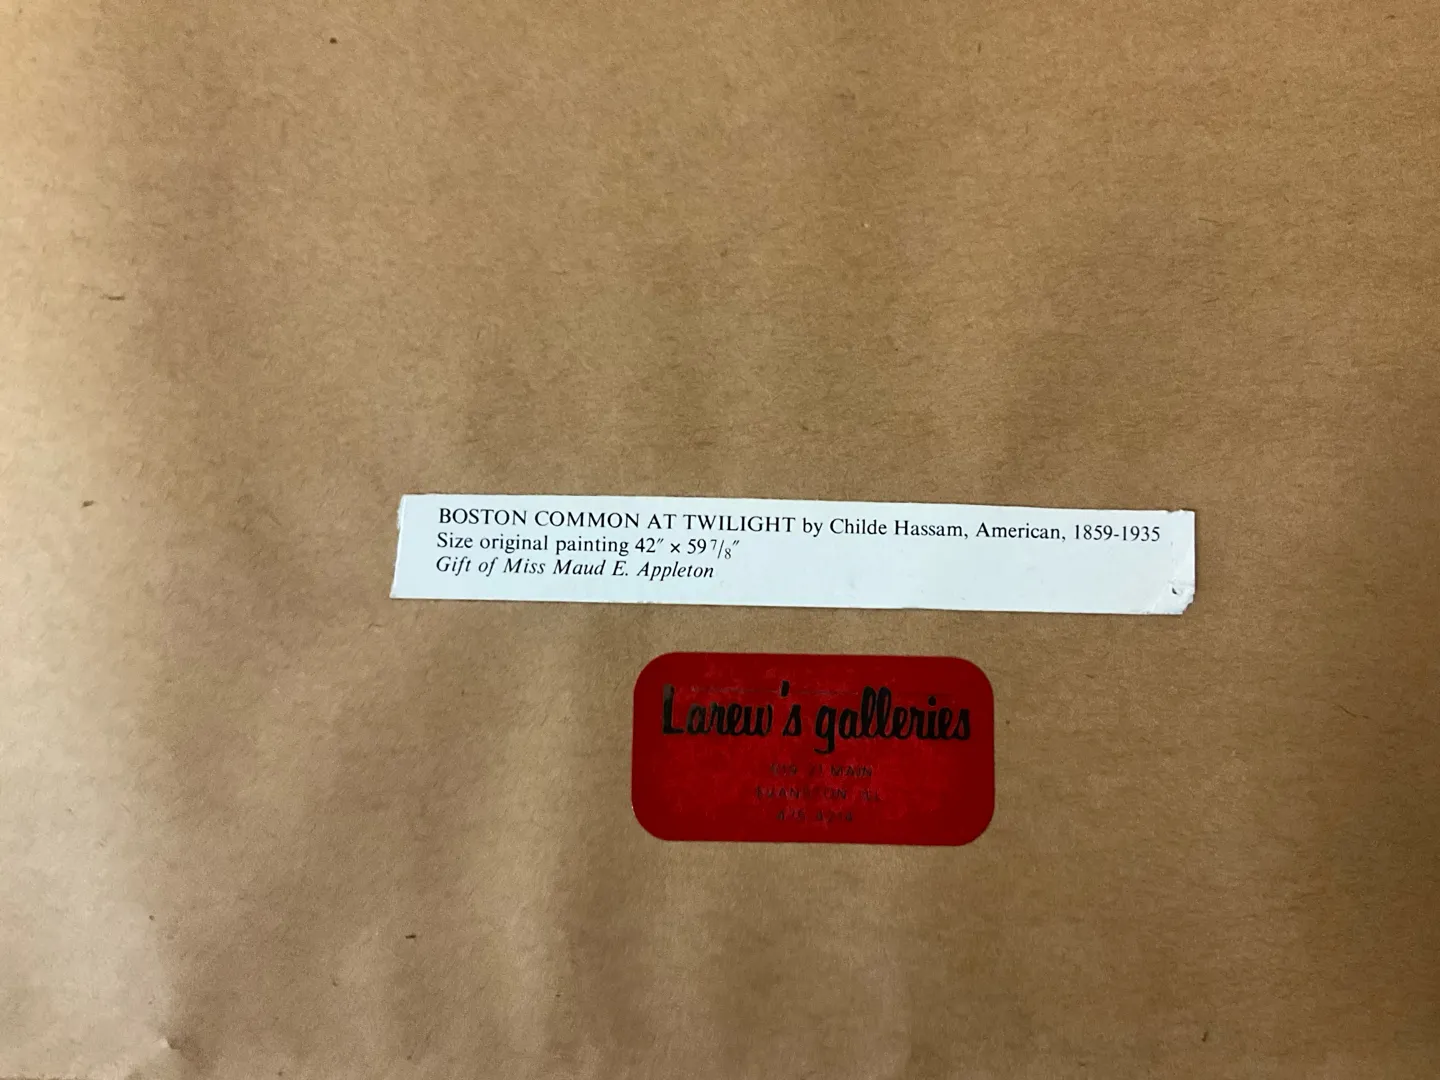 BOSTON COMMON AT TWILIGHT by Childe Hassam, American, 1859-1935
Size original painting 42″ × 59 7/8″
Gift of Miss Maud E. Appleton
Larew's galleries
MAIN